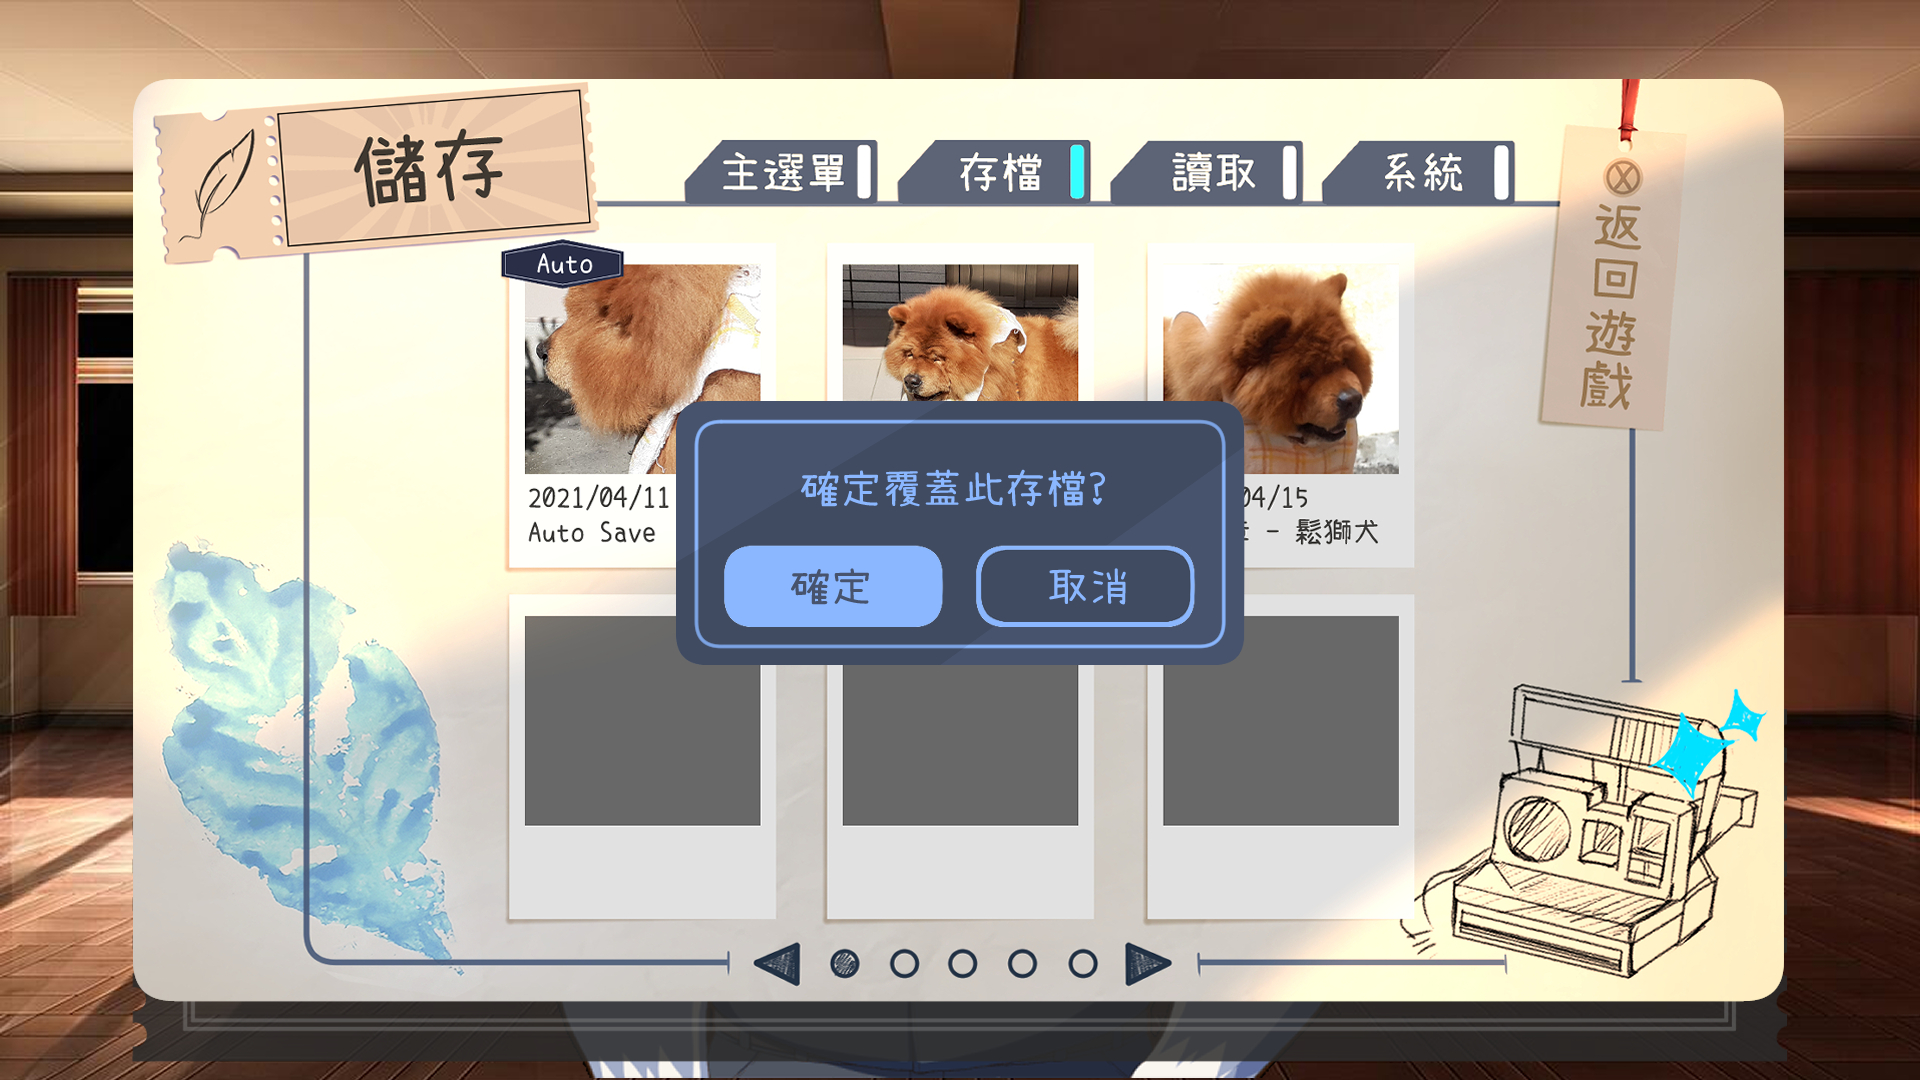 儲存
主選單
存檔
讀取
系統
返回遊戲
Auto
2021/04/11
Auto Save
04/15
- 鬆獅犬
確定覆蓋此存檔?
確定
取消